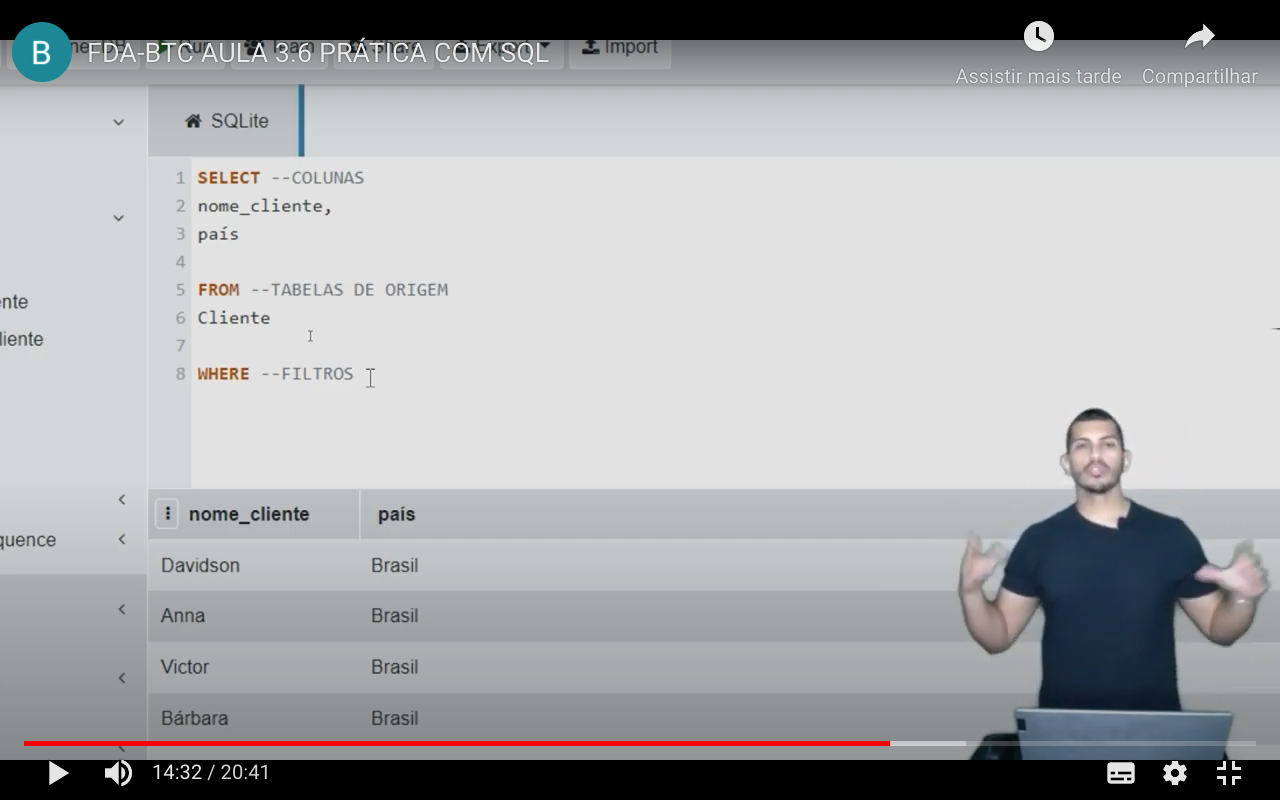 B
FDA-BTC AULA 3.6 PRÁTICA COM SQL
Import
Assistir mais tarde
Compartilhar
SQLite
1 SELECT --COLUNAS
2 nome_cliente,
3 país
4
5 FROM --TABELAS DE ORIGEM
6 Cliente
7
8 WHERE --FILTROS
ente
liente
quence
nome_cliente país
Davidson Brasil
Anna Brasil
Victor Brasil
Bárbara Brasil
14:32 / 20:41